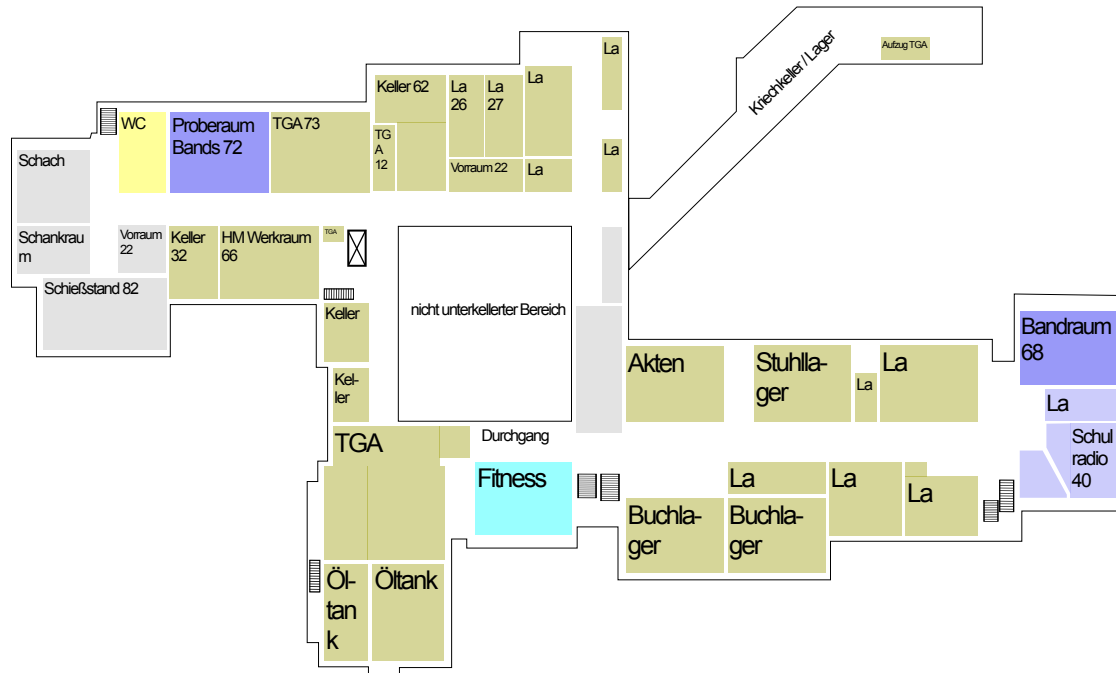 Aufzug TGA
Kriechkeller / Lager
La
Keller 62
La
26
La
27
La
WC
Proberaum
Bands 72
TGA 73
TG
A
12
Vorraum 22
La
La
Schach
Schankrau
m
Vorraum
22
Keller
32
HM Werkraum
66
TGA
Schießstand 82
nicht unterkellerter Bereich
Keller
Kel-
ler
Akten
Stuhlla-
ger
La
La
Bandraum
68
La
TGA
Durchgang
Schul
radio
40
Fitness
La
La
La
Buchla-
ger
Buchla-
ger
Öl-
tan
k
Öltank